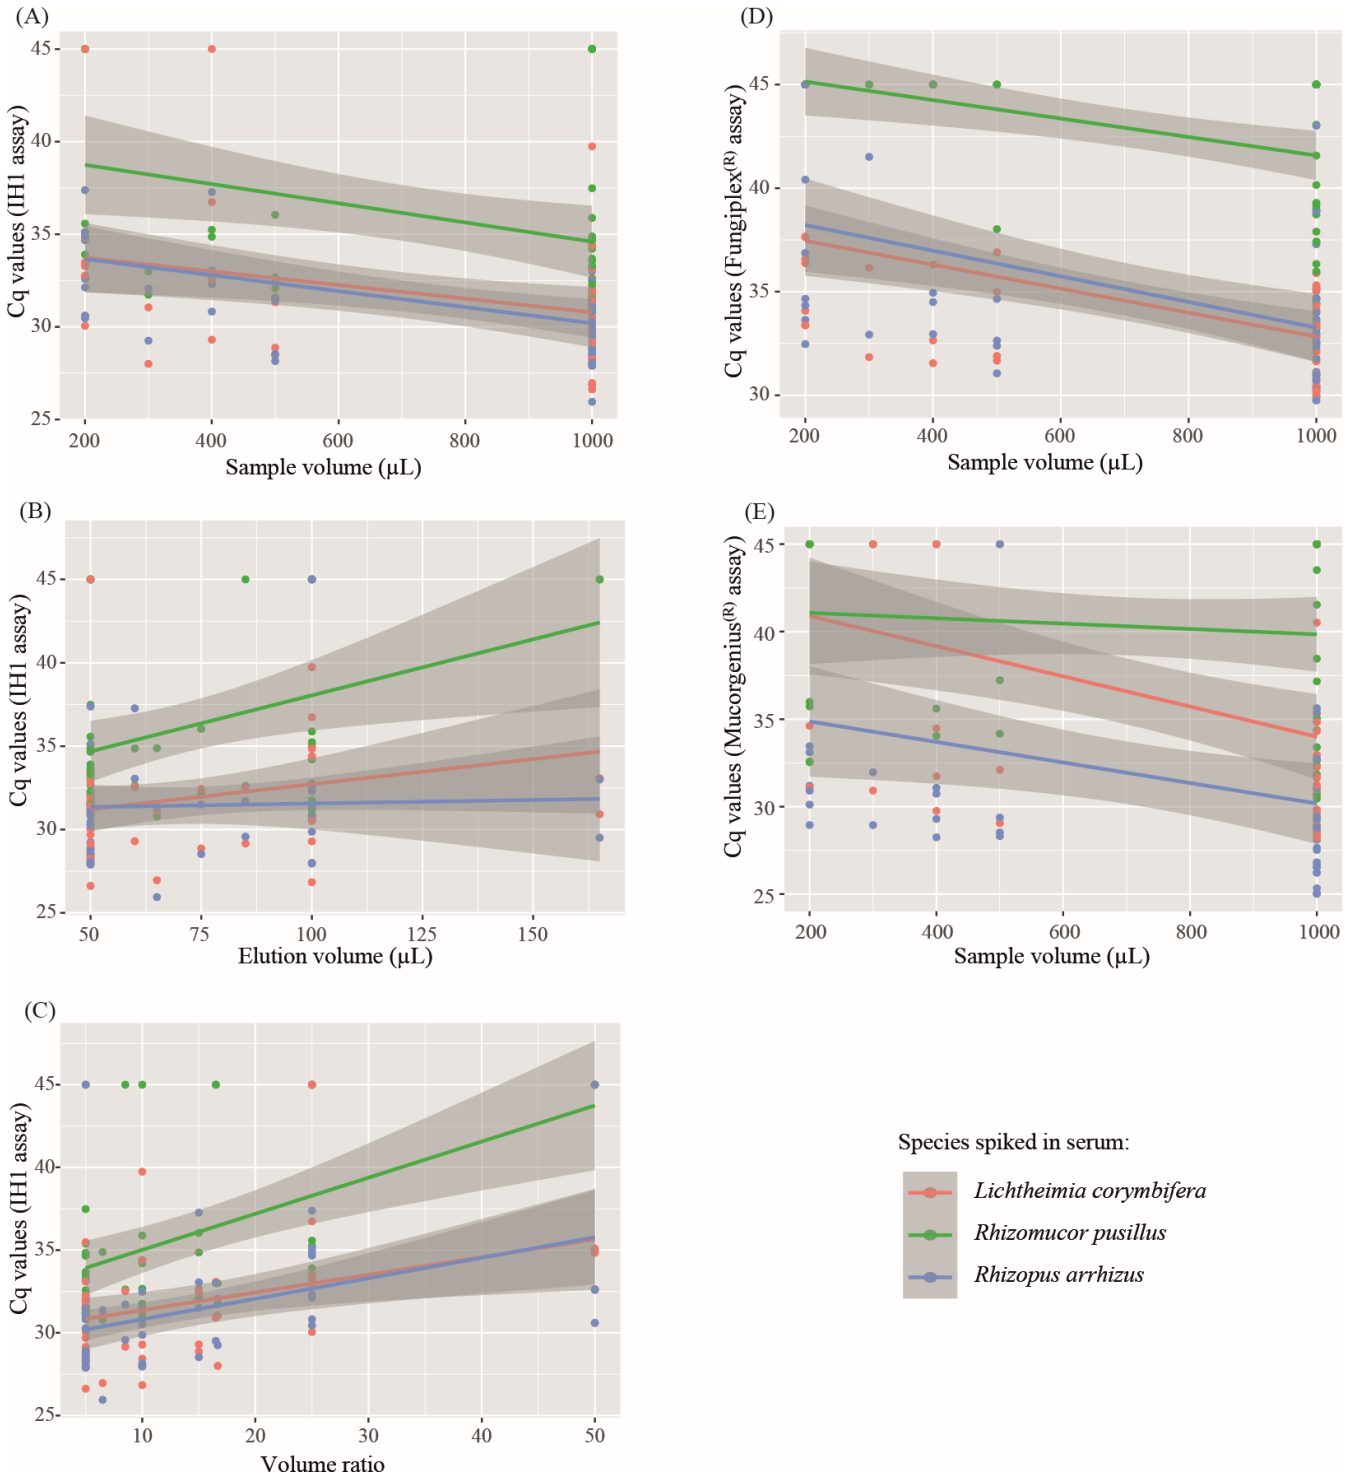 (A)
Cq values (IH1 assay)
45
40
35
30
25
200
400
600
800
1000
Sample volume (µL)
(D)
Cq values (Fungiplex(R) assay)
45
40
35
30
200
400
600
800
1000
Sample volume (µL)
(B)
Cq values (IH1 assay)
45
40
35
30
25
50
75
100
125
150
Elution volume (µL)
(E)
Cq values (Mucorgenius(R) assay)
45
40
35
30
25
200
400
600
800
1000
Sample volume (µL)
(C)
Cq values (IH1 assay)
45
40
35
30
25
10
20
30
40
50
Volume ratio
Species spiked in serum:
Lichtheimia corymbifera
Rhizomucor pusillus
Rhizopus arrhizus